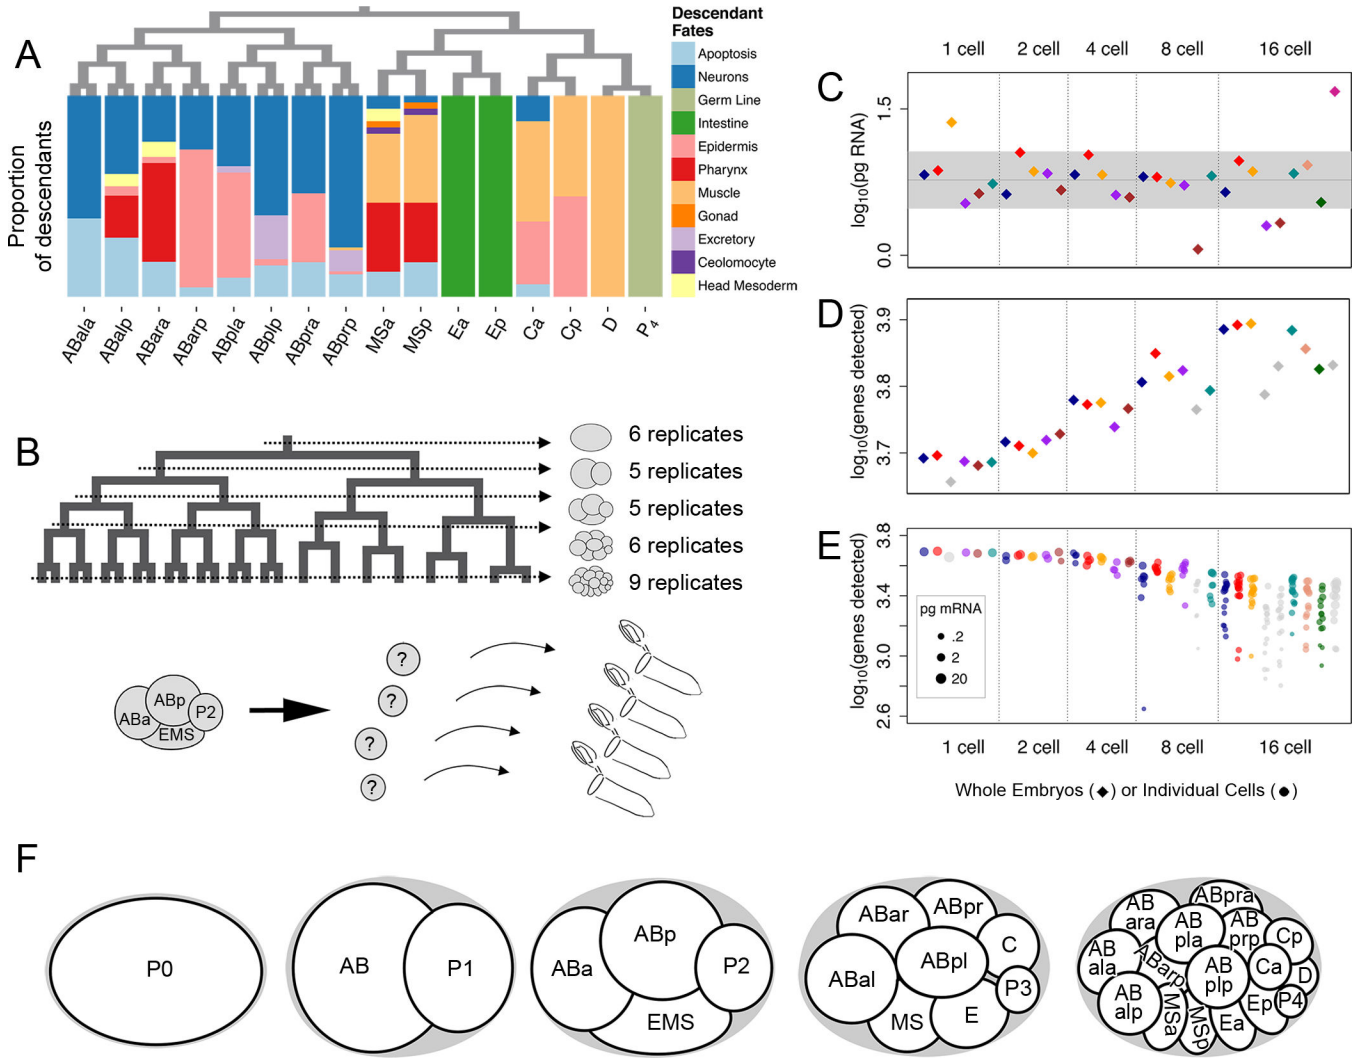 A
Descendant
Fates
Apoptosis
Neurons
Germ Line
Intestine
Epidermis
Pharynx
Muscle
Gonad
Excretory
Ceolomocyte
Head Mesoderm
Proportion
of descendants
ABala
ABalp
ABara
ABarp
ABpla
ABplp
ABpra
ABprp
MSa
MSp
Ea
Ep
Ca
Cp
D
P4
B
6 replicates
5 replicates
5 replicates
6 replicates
9 replicates
ABa
ABp
P2
EMS
?
?
?
?
1 cell 2 cell 4 cell 8 cell 16 cell
C
log10(pg RNA)
1.5
0.0
D
log10(genes detected)
3.9
3.8
3.7
E
log10(genes detected)
3.8
3.4
3.0
2.6
pg mRNA
.2
2
20
1 cell 2 cell 4 cell 8 cell 16 cell
Whole Embryos (◆) or Individual Cells (●)
F
P0
AB
P1
ABa
ABp
P2
EMS
ABar
ABpr
ABal
ABpl
C
P3
MS
E
ABpra
AB
ara
AB
pla
AB
prp
Cp
AB
ala
ABarp
AB
plp
Ca
D
AB
alp
MSa
MSp
Ea
Ep
P4